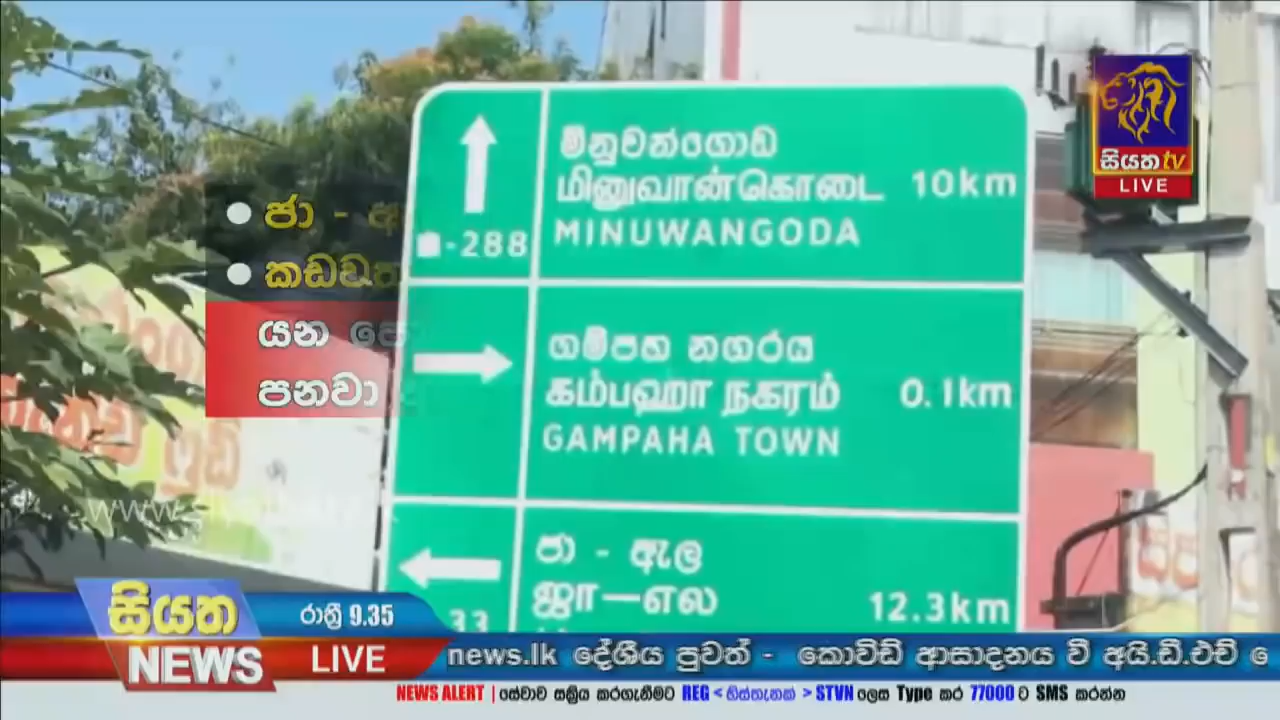 සියත tv
LIVE
මීනුවන්ගොඩ
மினுவான்கொடை 10km
MINUWANGODA
-288
ජා -
යන
පනවා
ගම්පහ නගරය
கம்பஹா நகரம் 0.1km
GAMPAHA TOWN
ජා - ඇල
ஜா—எல 12.3km
33
සියත
NEWS
රාත්‍රී 9.35
LIVE
news.lk දේශීය පුවත් - කොවිඩ් ආසාදනය වී අයි.ඩී.එච්
NEWS ALERT | සේවාව සක්‍රිය කරගැනීමට REG < හිස්තැනක් > STVN ලෙස Type කර 77000 ට SMS කරන්න